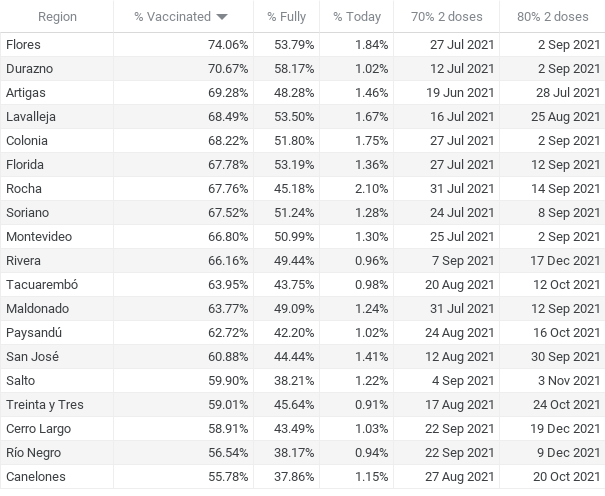 Region % Vaccinated % Fully % Today 70% 2 doses 80% 2 doses
Flores 74.06% 53.79% 1.84% 27 Jul 2021 2 Sep 2021
Durazno 70.67% 58.17% 1.02% 12 Jul 2021 2 Sep 2021
Artigas 69.28% 48.28% 1.46% 19 Jun 2021 28 Jul 2021
Lavalleja 68.49% 53.50% 1.67% 16 Jul 2021 25 Aug 2021
Colonia 68.22% 51.80% 1.75% 27 Jul 2021 2 Sep 2021
Florida 67.78% 53.19% 1.36% 27 Jul 2021 12 Sep 2021
Rocha 67.76% 45.18% 2.10% 31 Jul 2021 14 Sep 2021
Soriano 67.52% 51.24% 1.28% 24 Jul 2021 8 Sep 2021
Montevideo 66.80% 50.99% 1.30% 25 Jul 2021 2 Sep 2021
Rivera 66.16% 49.44% 0.96% 7 Sep 2021 17 Dec 2021
Tacuarembó 63.95% 43.75% 0.98% 20 Aug 2021 12 Oct 2021
Maldonado 63.77% 49.09% 1.24% 31 Jul 2021 12 Sep 2021
Paysandú 62.72% 42.20% 1.02% 24 Aug 2021 16 Oct 2021
San José 60.88% 44.44% 1.41% 12 Aug 2021 30 Sep 2021
Salto 59.90% 38.21% 1.22% 4 Sep 2021 3 Nov 2021
Treinta y Tres 59.01% 45.64% 0.91% 17 Aug 2021 24 Oct 2021
Cerro Largo 58.91% 43.49% 1.03% 22 Sep 2021 19 Dec 2021
Río Negro 56.54% 38.17% 0.94% 22 Sep 2021 9 Dec 2021
Canelones 55.78% 37.86% 1.15% 27 Aug 2021 20 Oct 2021